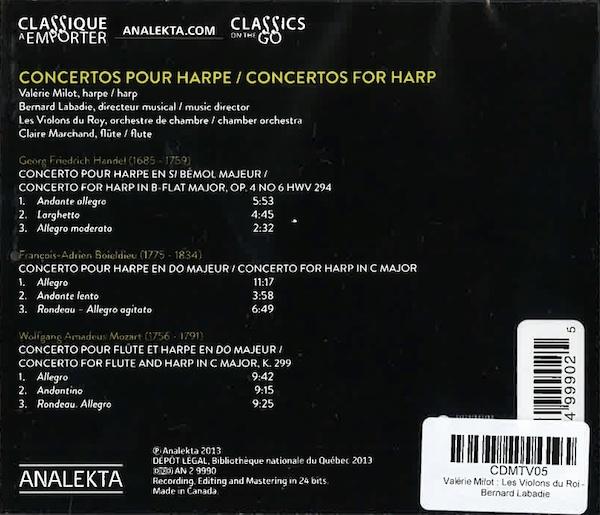 CLASSIQUE
À EMPORTER
ANALEKTA.COM
CLASSICS
ON THE GO
CONCERTOS POUR HARPE / CONCERTOS FOR HARP
Valérie Milot, harpe / harp
Bernard Labadie, directeur musical / music director
Les Violons du Roy, orchestre de chambre / chamber orchestra
Claire Marchand, flûte / flute
Georg Friedrich Handel (1685 - 1759)
CONCERTO POUR HARPE EN SI BÉMOL MAJEUR /
CONCERTO FOR HARP IN B-FLAT MAJOR, OP. 4 NO 6 HWV 294
1. Andante allegro 5:53
2. Larghetto 4:45
3. Allegro moderato 2:32
François-Adrien Boieldieu (1775 - 1834)
CONCERTO POUR HARPE EN DO MAJEUR / CONCERTO FOR HARP IN C MAJOR
1. Allegro 11:17
2. Andante lento 3:58
3. Rondeau - Allegro agitato 6:49
Wolfgang Amadeus Mozart (1756 - 1791)
CONCERTO POUR FLÛTE ET HARPE EN DO MAJEUR /
CONCERTO FOR FLUTE AND HARP IN C MAJOR, K. 299
1. Allegro 9:42
2. Andantino 9:15
3. Rondeau. Allegro 9:25
ANALEKTA
℗ Analekta 2013
DÉPÔT LÉGAL, Bibliothèque nationale du Québec 2013
DDD AN 2 9990
Recording, Editing and Mastering in 24 bits.
Made in Canada.
4 99902 5
CDMTV05
Valérie Milot : Les Violons du Roi -
Bernard Labadie